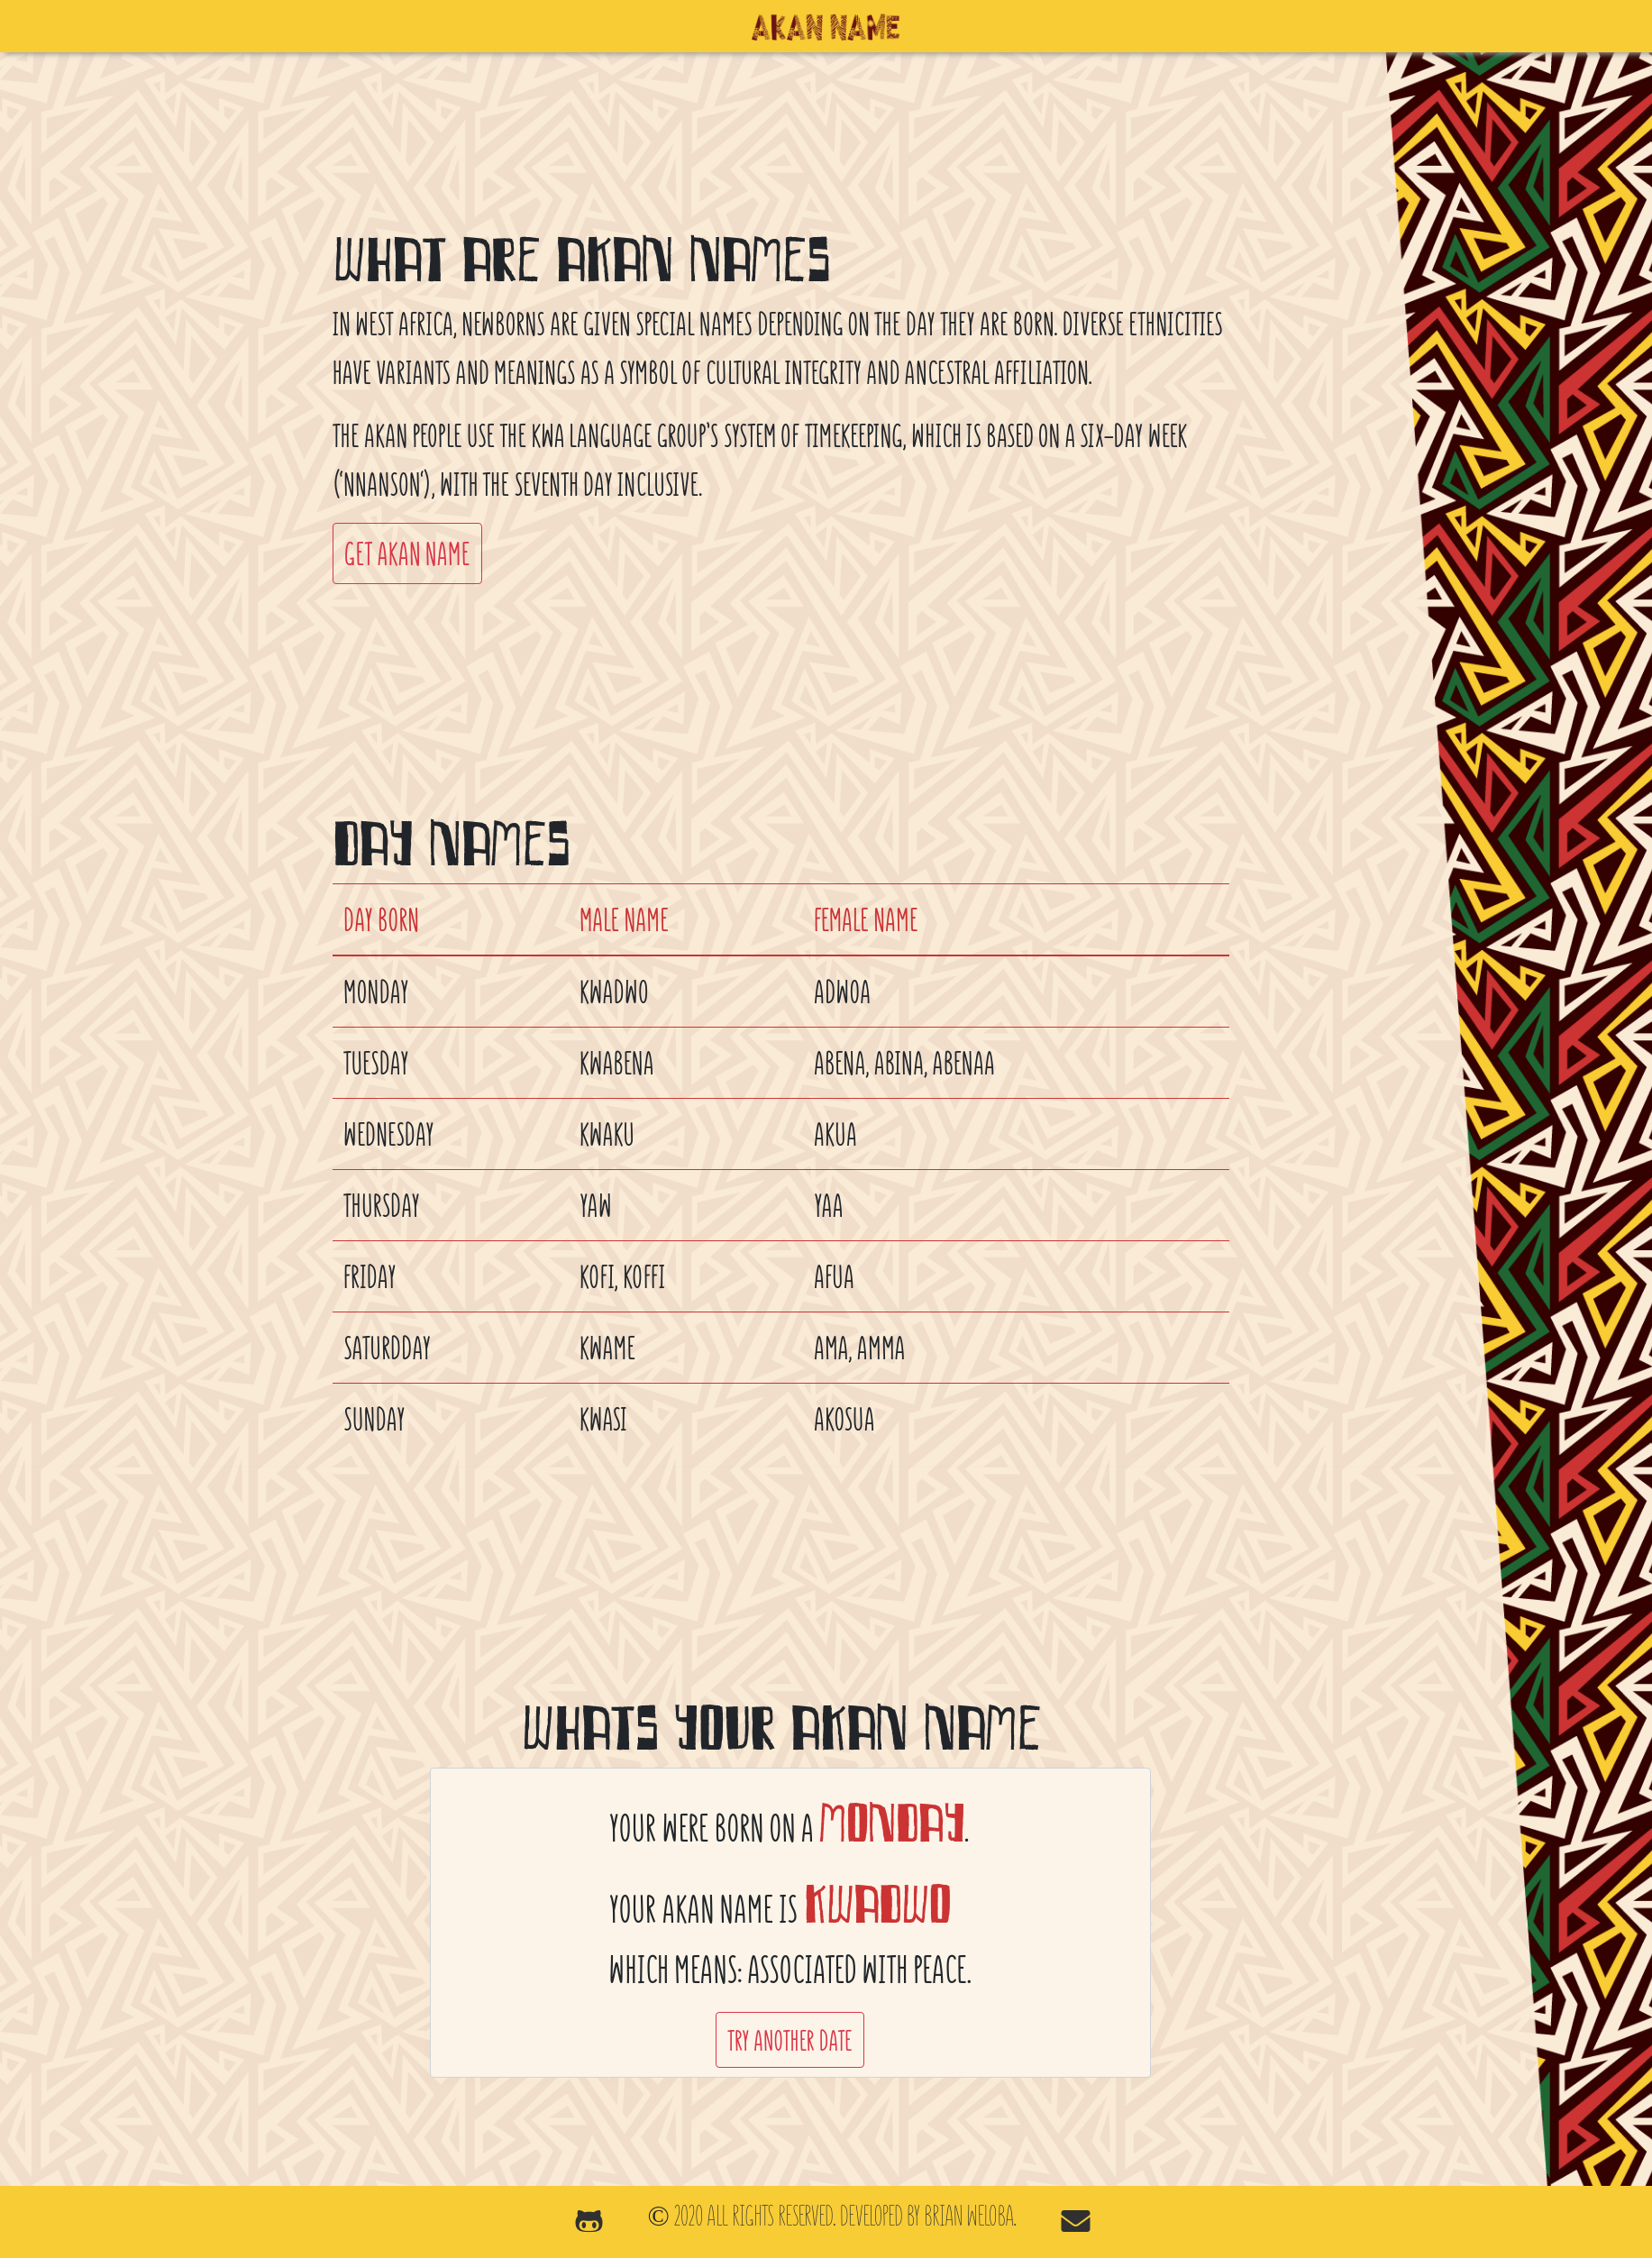 AKAN NAME
WHAT ARE AKAN NAMES
IN WEST AFRICA, NEWBORNS ARE GIVEN SPECIAL NAMES DEPENDING ON THE DAY THEY ARE BORN. DIVERSE ETHNICITIES
HAVE VARIANTS AND MEANINGS AS A SYMBOL OF CULTURAL INTEGRITY AND ANCESTRAL AFFILIATION.
THE AKAN PEOPLE USE THE KWA LANGUAGE GROUP'S SYSTEM OF TIMEKEEPING, WHICH IS BASED ON A SIX-DAY WEEK
('NNANSON'), WITH THE SEVENTH DAY INCLUSIVE.
GET AKAN NAME
DAY NAMES
DAY BORN MALE NAME FEMALE NAME
MONDAY KWADWO ADWOA
TUESDAY KWABENA ABENA, ABINA, ABENAA
WEDNESDAY KWAKU AKUA
THURSDAY YAW YAA
FRIDAY KOFI, KOFFI AFUA
SATURDDAY KWAME AMA, AMMA
SUNDAY KWASI AKOSUA
WHATS YOUR AKAN NAME
YOUR WERE BORN ON A MONDAY.
YOUR AKAN NAME IS KWADWO
WHICH MEANS: ASSOCIATED WITH PEACE.
TRY ANOTHER DATE
© 2020 ALL RIGHTS RESERVED. DEVELOPED BY BRIAN WELOBA.